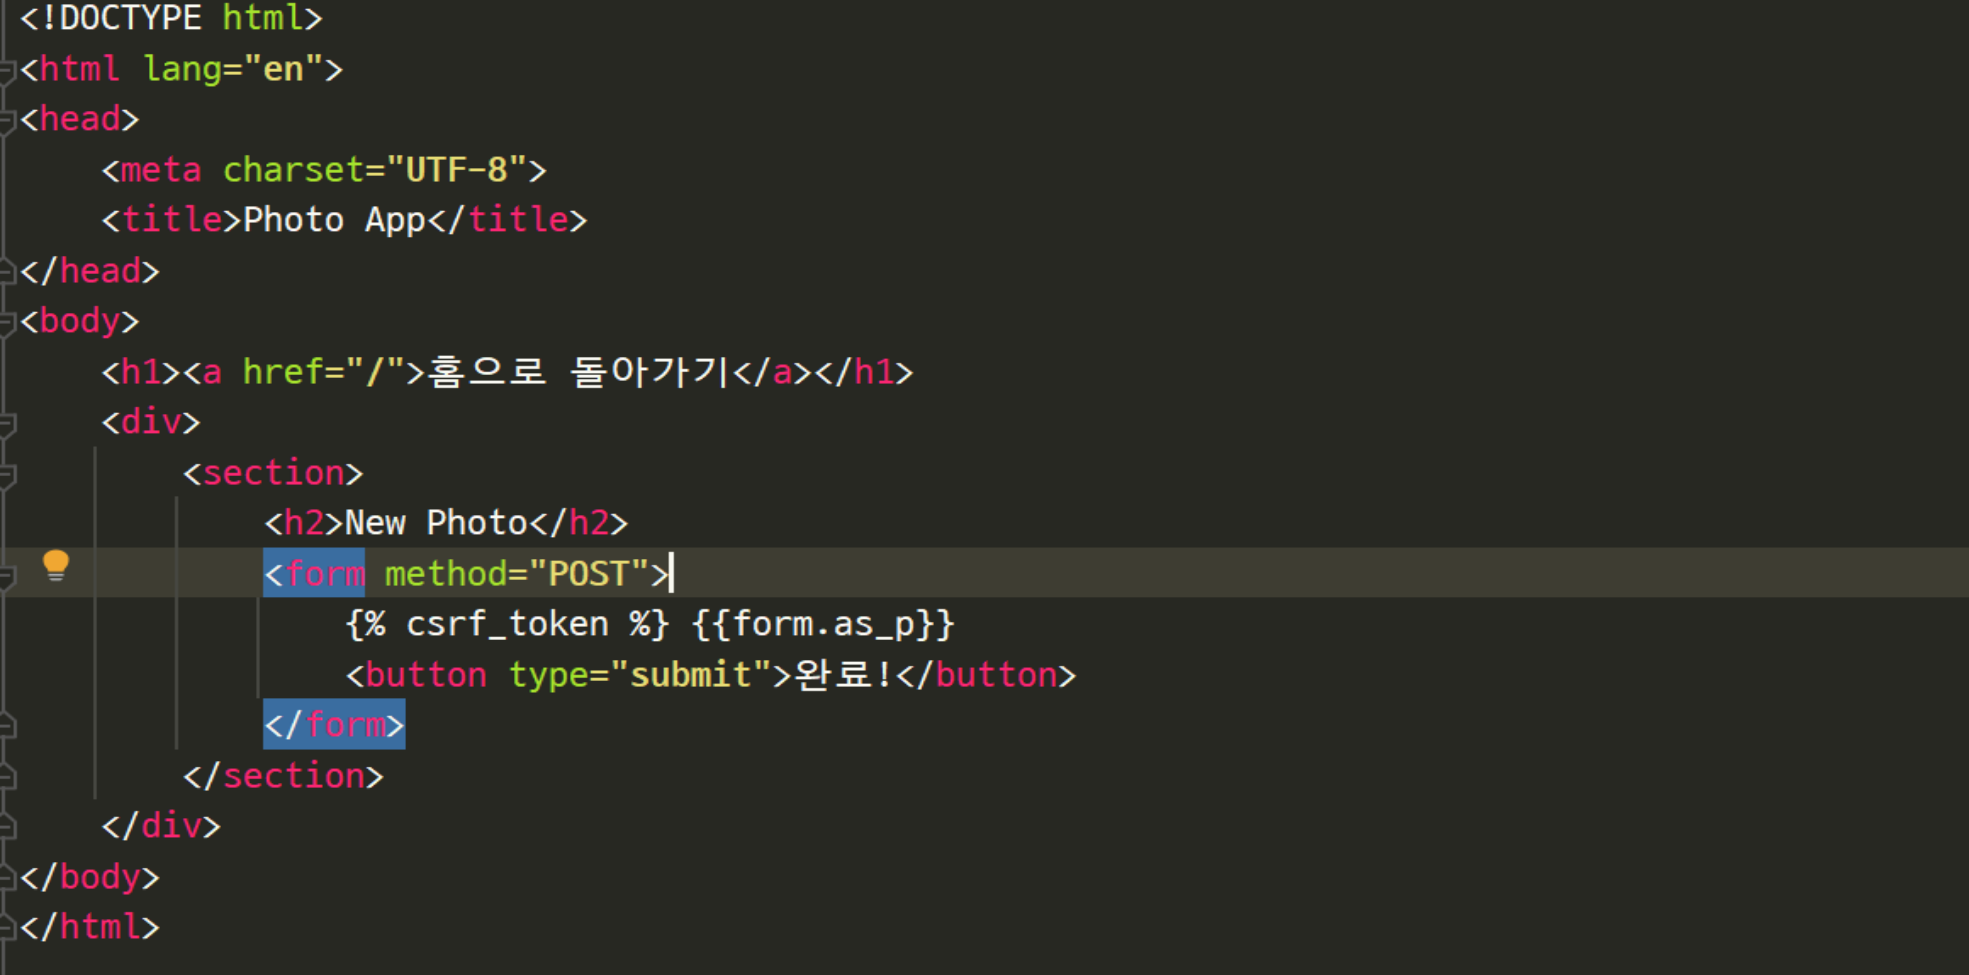 <!DOCTYPE html>
<html lang="en">
<head>
    <meta charset="UTF-8">
    <title>Photo App</title>
</head>
<body>
    <h1><a href="/">홈으로 돌아가기</a></h1>
    <div>
        <section>
            <h2>New Photo</h2>
            <form method="POST">
                {% csrf_token %} {{form.as_p}}
                <button type="submit">완료!</button>
            </form>
        </section>
    </div>
</body>
</html>